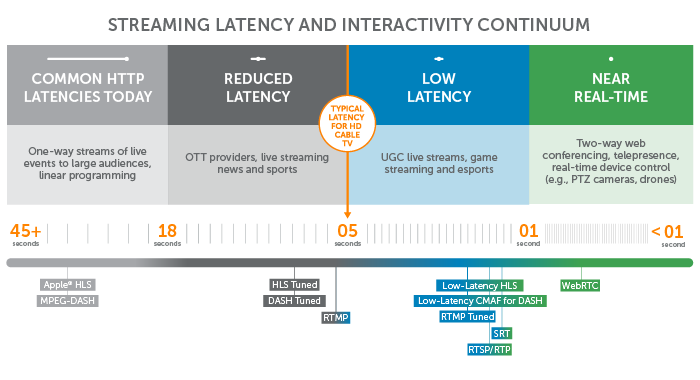 STREAMING LATENCY AND INTERACTIVITY CONTINUUM
COMMON HTTP
LATENCIES TODAY
REDUCED
LATENCY
LOW
LATENCY
NEAR
REAL-TIME
TYPICAL
LATENCY
FOR HD
CABLE
TV
One-way streams of live
events to large audiences,
linear programming
OTT providers, live streaming
news and sports
UGC live streams, game
streaming and esports
Two-way web
conferencing, telepresence,
real-time device control
(e.g., PTZ cameras, drones)
45+
seconds
18
seconds
05
seconds
01
second
< 01
second
Apple® HLS
MPEG-DASH
HLS Tuned
DASH Tuned
RTMP
Low-Latency HLS
Low-Latency CMAF for DASH
RTMP Tuned
SRT
RTSP/RTP
WebRTC